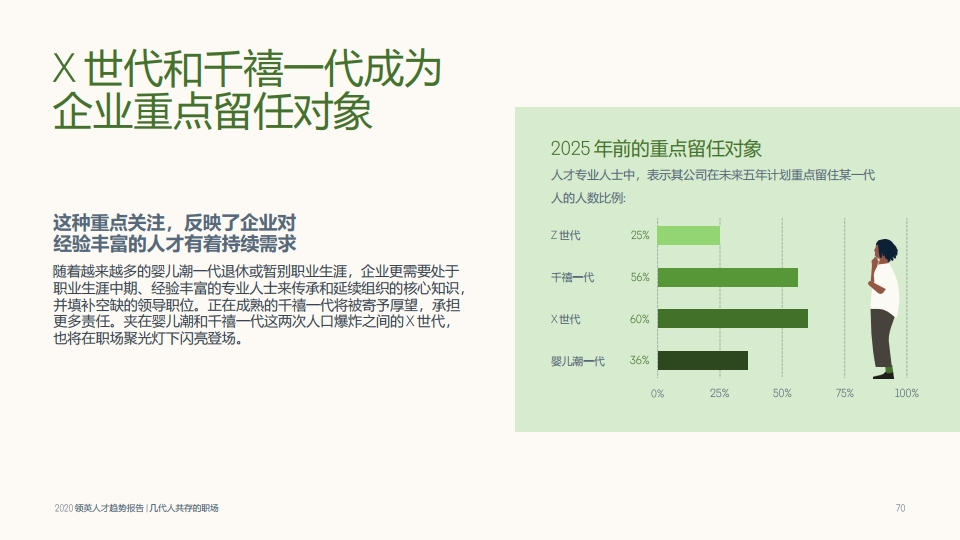 X 世代和千禧一代成为
企业重点留任对象
这种重点关注，反映了企业对
经验丰富的人才有着持续需求
随着越来越多的婴儿潮一代退休或暂别职业生涯，企业更需要处于
职业生涯中期、经验丰富的专业人士来传承和延续组织的核心知识，
并填补空缺的领导职位。正在成熟的千禧一代将被寄予厚望，承担
更多责任。夹在婴儿潮和千禧一代这两次人口爆炸之间的 X 世代，
也将在职场聚光灯下闪亮登场。
2025 年前的重点留任对象
人才专业人士中，表示其公司在未来五年计划重点留住某一代
人的人数比例:
Z 世代 25%
千禧一代 56%
X 世代 60%
婴儿潮一代 36%
0% 25% 50% 75% 100%
2020 领英人才趋势报告 | 几代人共存的职场
70